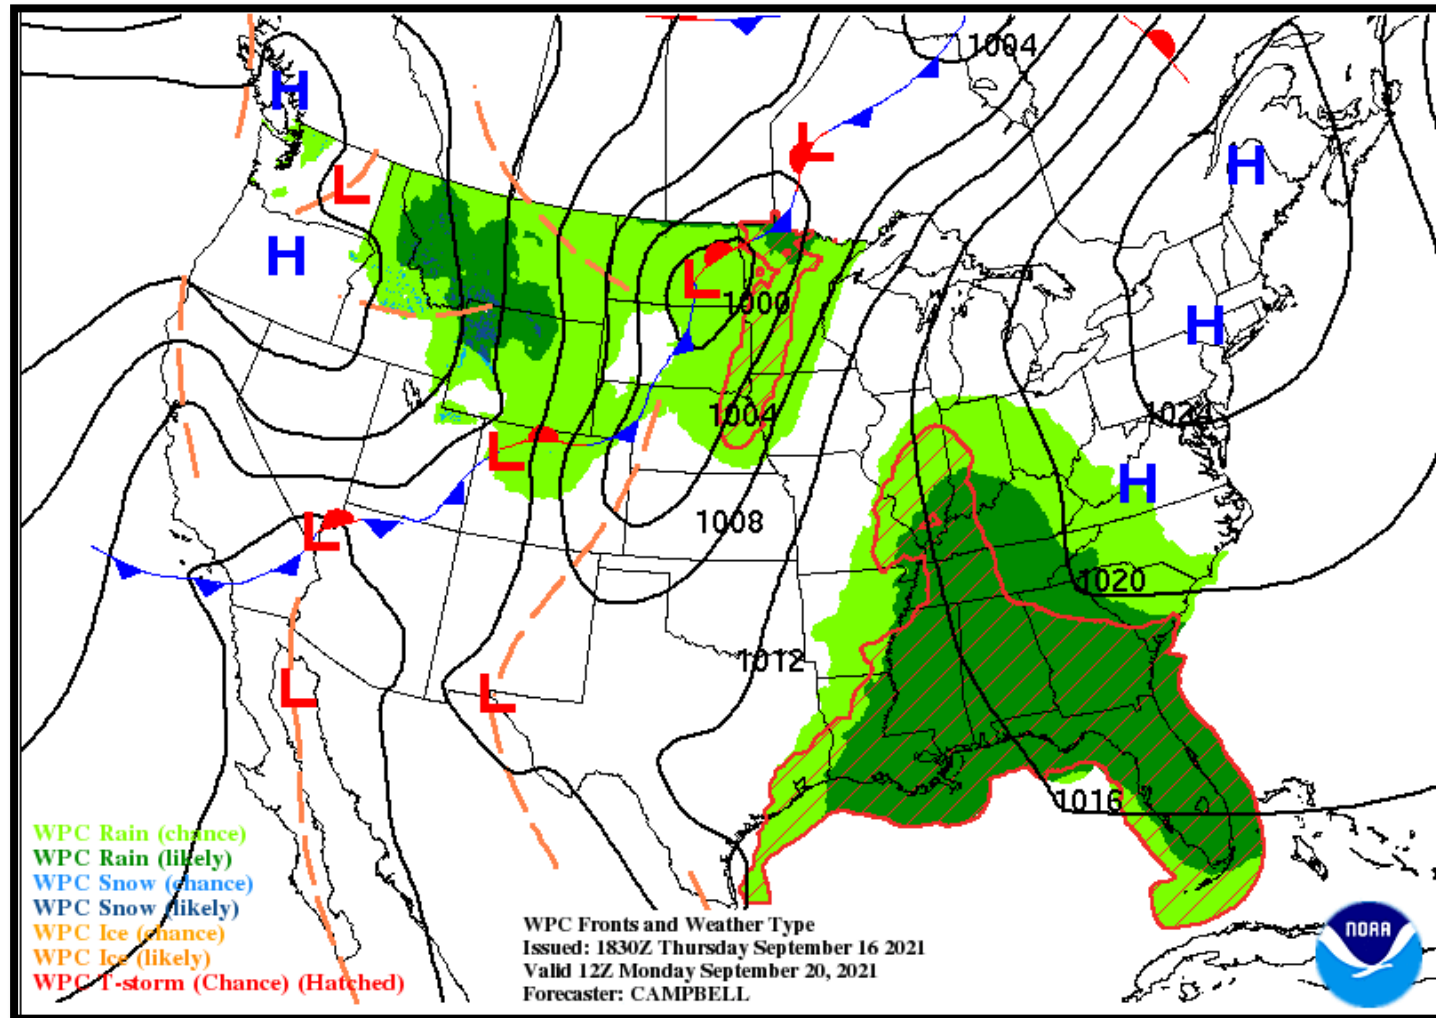 1004
H
L
H
L
H
L
1000
H
1004
1024
L
H
1008
L
1020
1012
L
L
1016
WPC Rain (chance)
WPC Rain (likely)
WPC Snow (chance)
WPC Snow (likely)
WPC Ice (chance)
WPC Ice (likely)
WPC T-storm (Chance) (Hatched)
WPC Fronts and Weather Type
Issued: 1830Z Thursday September 16 2021
Valid 12Z Monday September 20, 2021
Forecaster: CAMPBELL
NOAA